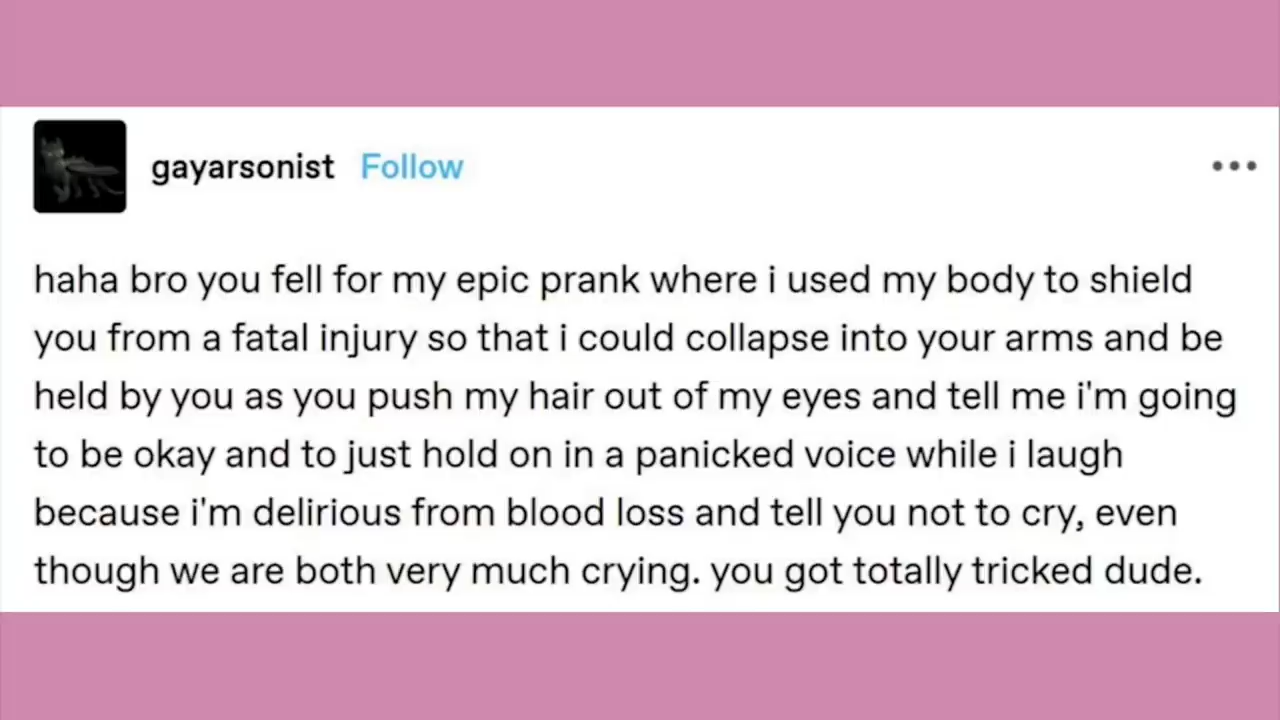 gayarsonist Follow
haha bro you fell for my epic prank where i used my body to shield
you from a fatal injury so that i could collapse into your arms and be
held by you as you push my hair out of my eyes and tell me i'm going
to be okay and to just hold on in a panicked voice while i laugh
because i'm delirious from blood loss and tell you not to cry, even
though we are both very much crying. you got totally tricked dude.